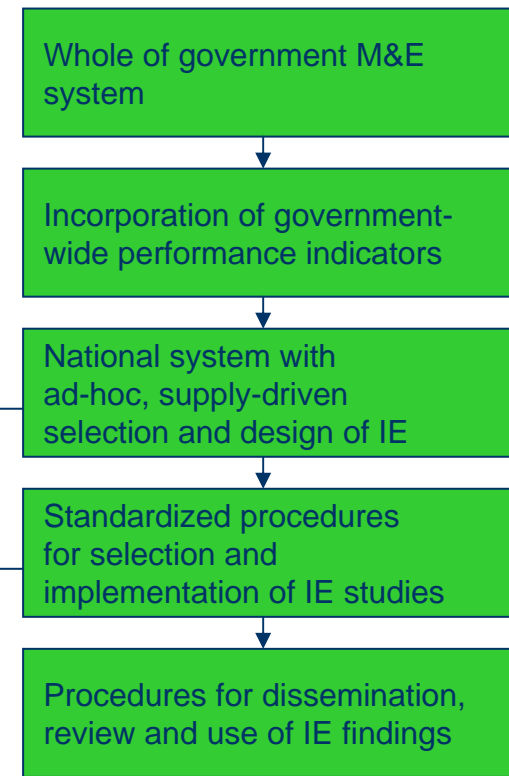 Whole of government M&E
system
Incorporation of government-
wide performance indicators
National system with
ad-hoc, supply-driven
selection and design of IE
Standardized procedures
for selection and
implementation of IE studies
Procedures for dissemination,
review and use of IE findings